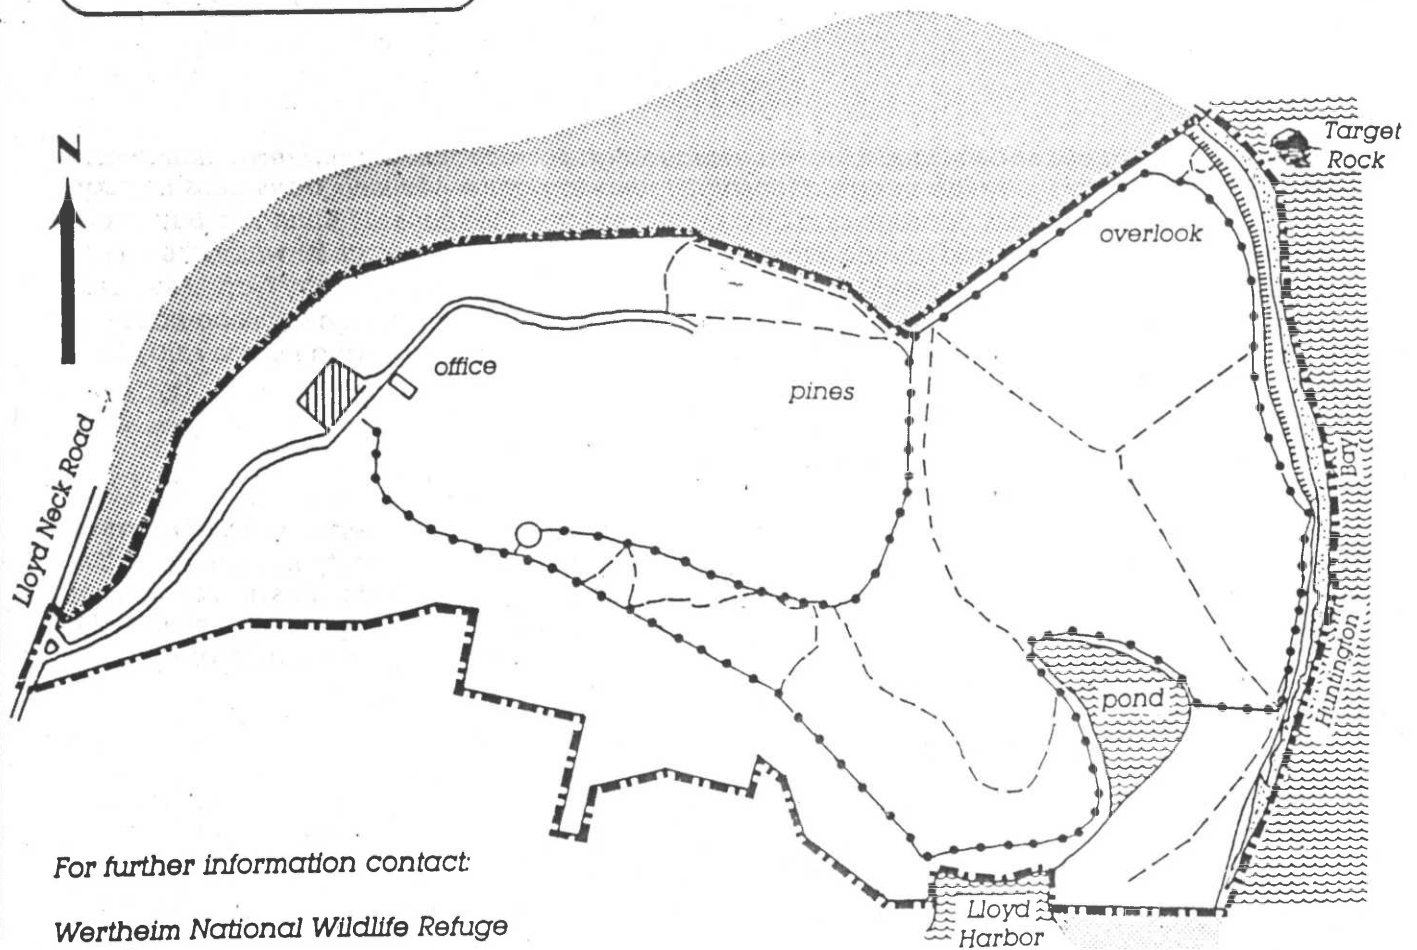 N
Target
Rock
overlook
office
pines
Lloyd Neck Road
Bay
Huntington
pond
For further information contact:
Wertheim National Wildlife Refuge
Lloyd
Harbor